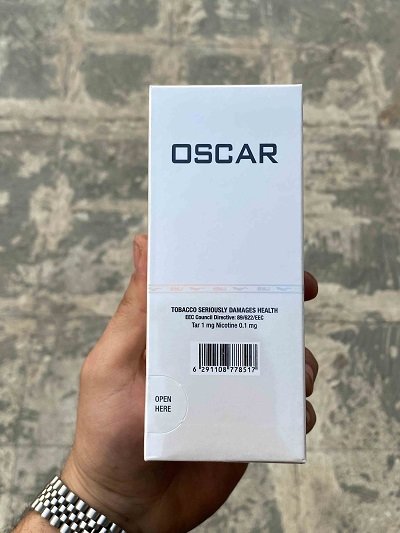 OSCAR
TOBACCO SERIOUSLY DAMAGES HEALTH
EEC Council Directive: 89/622/EEC
Tar 1 mg Nicotine 0.1 mg
6 291108 778517
OPEN
HERE